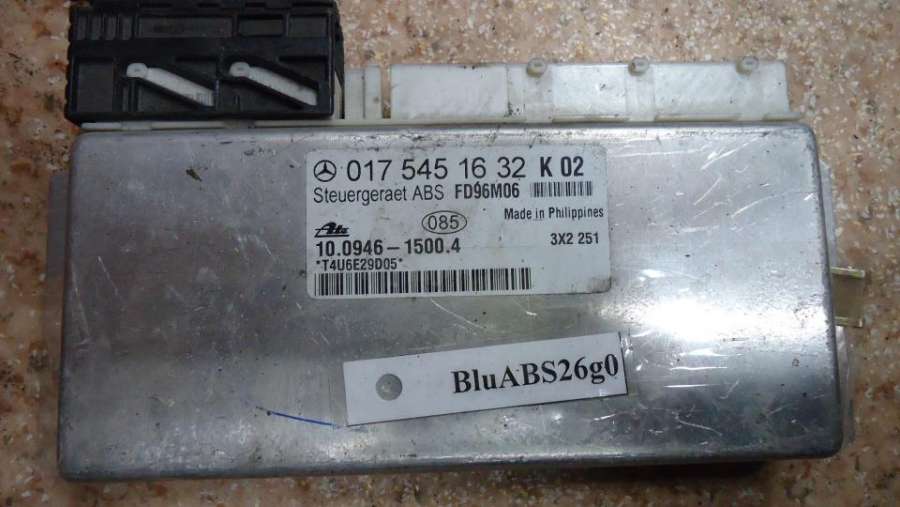 017 545 16 32 K 02
Steuergeraet ABS FD96M06
085 Made in Philippines
Ate
10.0946-1500.4 3X2 251
*T4U6E29D05*
BluABS26g0